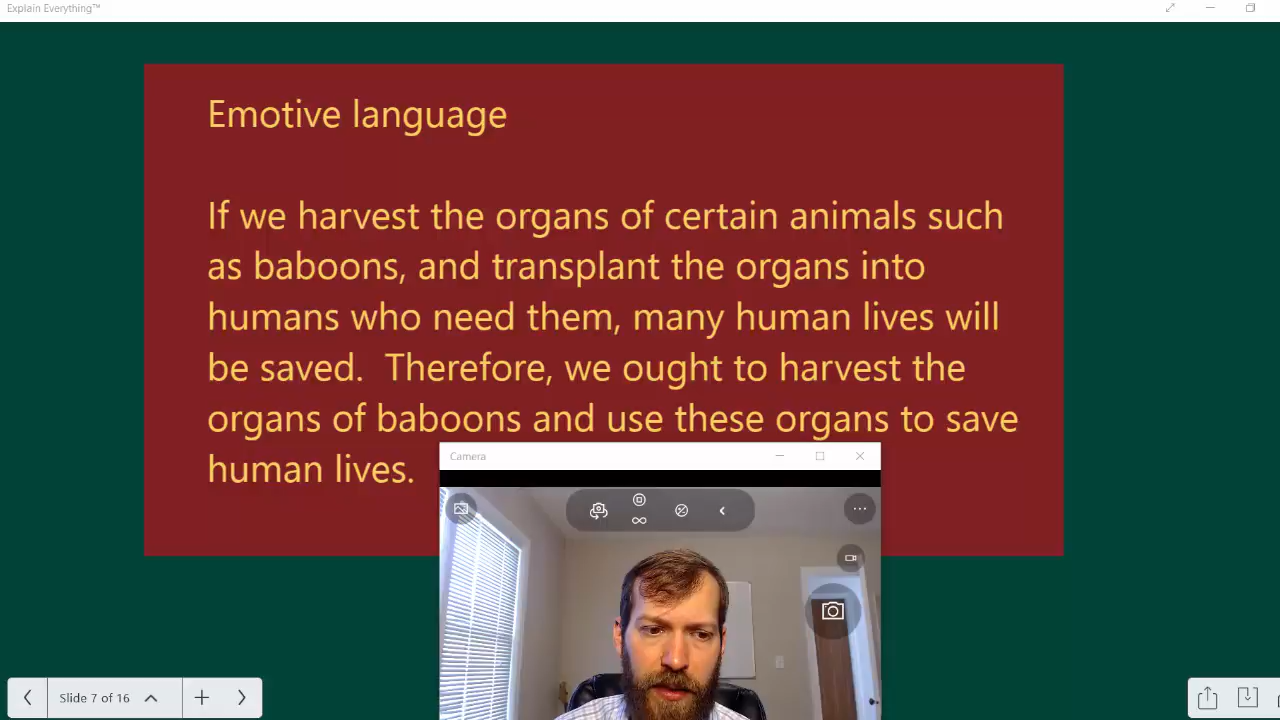 Explain Everything™
Emotive language
If we harvest the organs of certain animals such
as baboons, and transplant the organs into
humans who need them, many human lives will
be saved.  Therefore, we ought to harvest the
organs of baboons and use these organs to save
human lives.
Camera
Slide 7 of 16